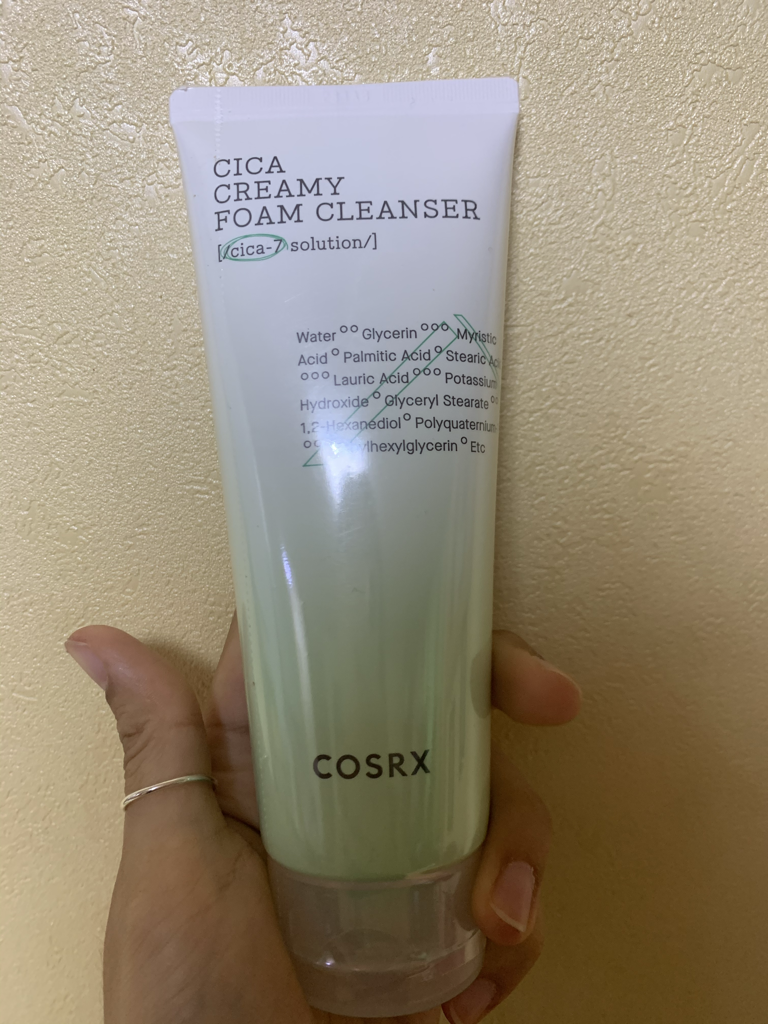 CICA
CREAMY
FOAM CLEANSER
[/cica-7 solution/]
Water °° Glycerin °°° Myristic
Acid ° Palmitic Acid ° Stearic
°°° Lauric Acid °°° Potassium
Hydroxide ° Glyceryl Stearate °°
1,2-Hexanediol ° Polyquaternium
°° ° Etc
COSRX